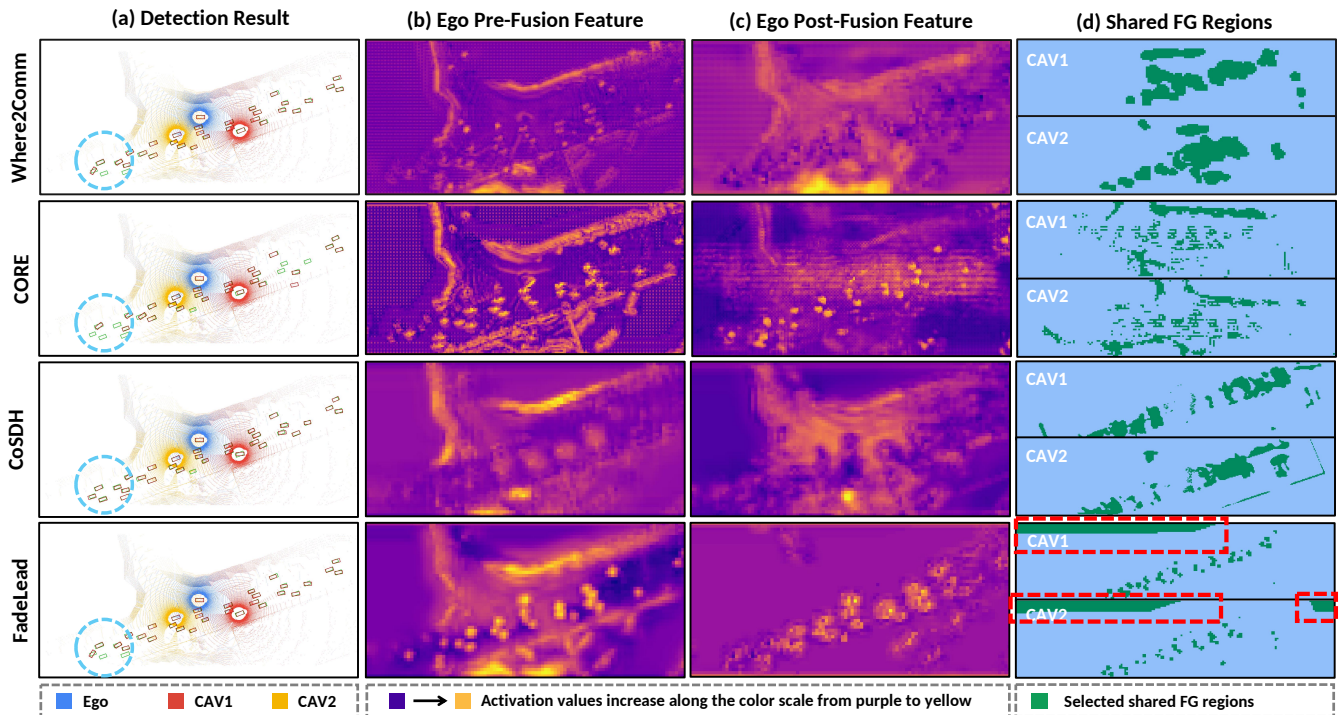 (a) Detection Result
(b) Ego Pre-Fusion Feature
(c) Ego Post-Fusion Feature
(d) Shared FG Regions
Where2Comm
CAV1
CAV2
CORE
CAV1
CAV2
CoSDH
CAV1
CAV2
FadeLead
CAV1
CAV2
Ego
CAV1
CAV2
Activation values increase along the color scale from purple to yellow
Selected shared FG regions